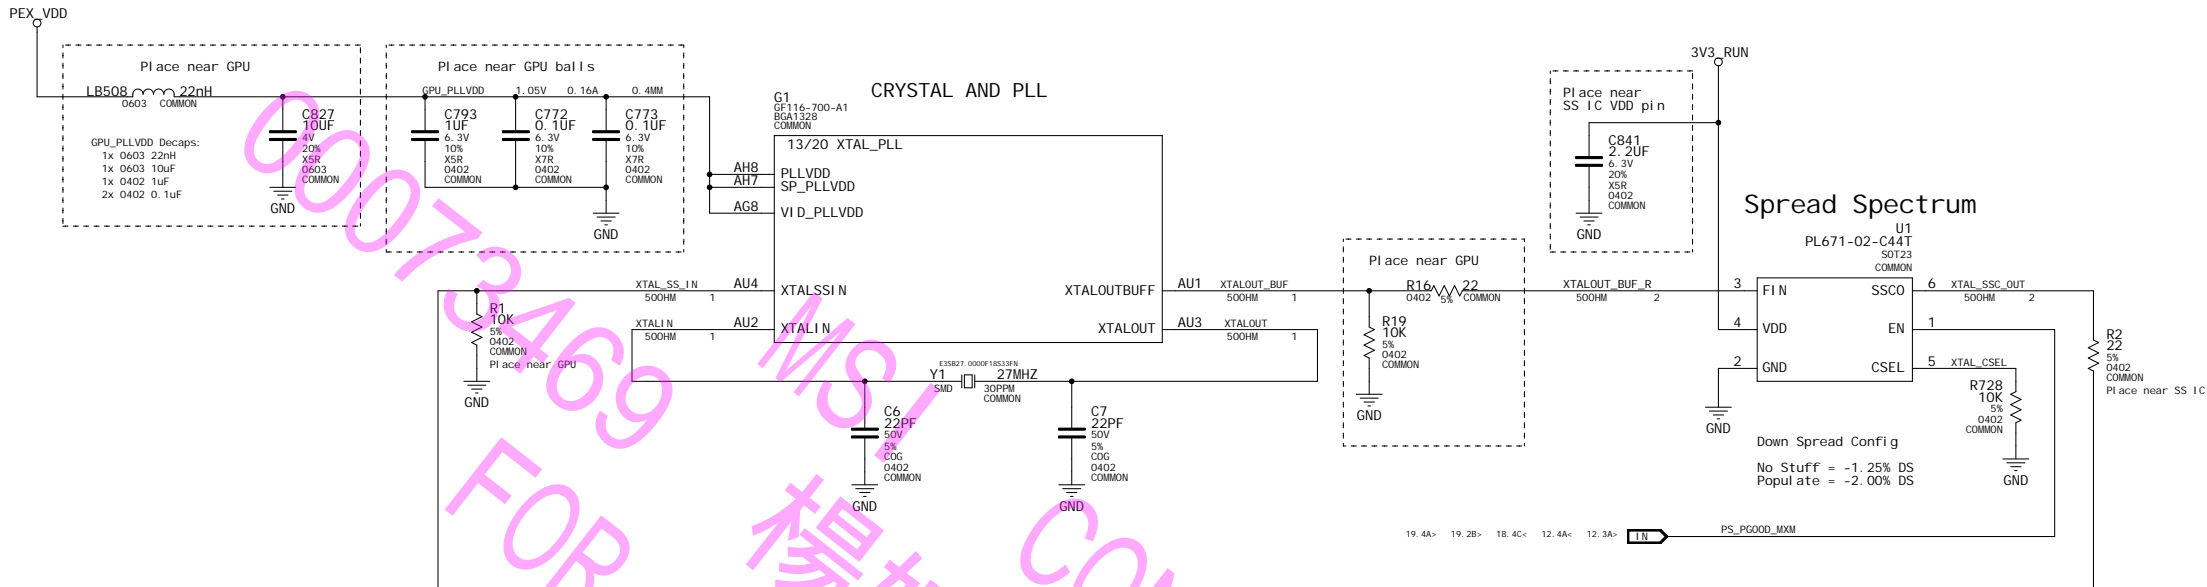 PEX_VDD
Place near GPU
LB508 22nH
0603 COMMON
C827
10UF
4V
20%
X5R
0603
COMMON
GND
GPU_PLLVDD Decaps:
1x 0603 22nH
1x 0603 10uF
1x 0402 1uF
2x 0402 0.1uF
Place near GPU balls
GPU_PLLVDD 1.05V 0.16A 0.4MM
C793
1UF
6.3V
10%
X5R
0402
COMMON
C772
0.1UF
6.3V
10%
X7R
0402
COMMON
C773
0.1UF
6.3V
10%
X7R
0402
COMMON
GND
CRYSTAL AND PLL
G1
GF116-700-A1
BGA1328
COMMON
13/20 XTAL_PLL
AH8 PLLVDD
AH7 SP_PLLVDD
AG8 VID_PLLVDD
XTAL_SS_IN AU4 XTALSSIN
50OHM 1
XTALIN AU2 XTALIN
50OHM 1
R1
10K
5%
0402
COMMON
Place near GPU
GND
XTALOUTBUFF AU1 XTALOUT_BUF
50OHM 1
XTALOUT AU3 XTALOUT
50OHM 1
E3SB27.0000F18S33FN
Y1 27MHZ
SMD 30PPM
COMMON
C6
22PF
50V
5%
COG
0402
COMMON
GND
C7
22PF
50V
5%
COG
0402
COMMON
GND
Place near GPU
R16 22
0402 5% COMMON
R19
10K
5%
0402
COMMON
GND
XTALOUT_BUF_R
50OHM 2
3V3_RUN
Place near
SS IC VDD pin
C841
2.2UF
6.3V
20%
X5R
0402
COMMON
GND
Spread Spectrum
U1
PL671-02-C44T
SOT23
COMMON
3 FIN
4 VDD
2 GND
GND
SSCO 6 XTAL_SSC_OUT
50OHM 2
EN 1
CSEL 5 XTAL_CSEL
R728
10K
5%
0402
COMMON
GND
R2
22
5%
0402
COMMON
Place near SS IC
Down Spread Config
No Stuff = -1.25% DS
Populate = -2.00% DS
19.4A> 19.2B> 18.4C< 12.4A< 12.3A> IN PS_PGOOD_MXM
00073469
MSI
FOR
楊